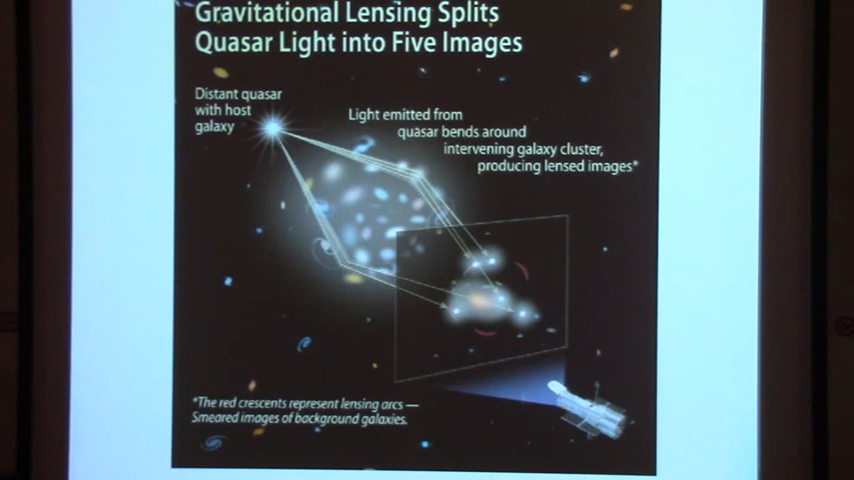 Gravitational Lensing Splits
Quasar Light into Five Images
Distant quasar
with host
galaxy
Light emitted from
quasar bends around
intervening galaxy cluster,
producing lensed images*
*The red crescents represent lensing arcs —
Smeared images of background galaxies.